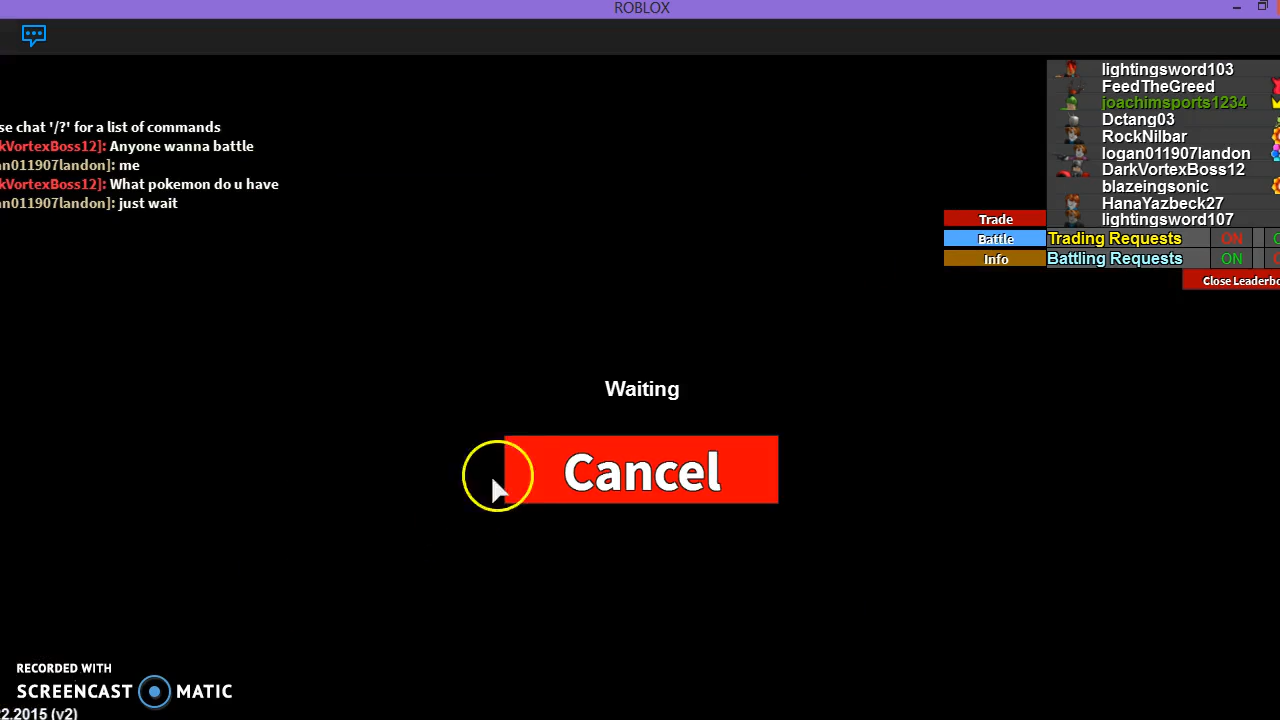 ROBLOX
se chat '/?' for a list of commands
kVortexBoss12]: Anyone wanna battle
an011907landon]: me
kVortexBoss12]: What pokemon do u have
an011907landon]: just wait
lightingsword103
FeedTheGreed
joachimsports1234
Dctang03
RockNilbar
logan011907landon
DarkVortexBoss12
blazeingsonic
HanaYazbeck27
lightingsword107
Trade
Battle
Info
Trading Requests ON
Battling Requests ON
Close Leaderbo
Waiting
Cancel
RECORDED WITH
SCREENCAST MATIC
2.2015 (v2)